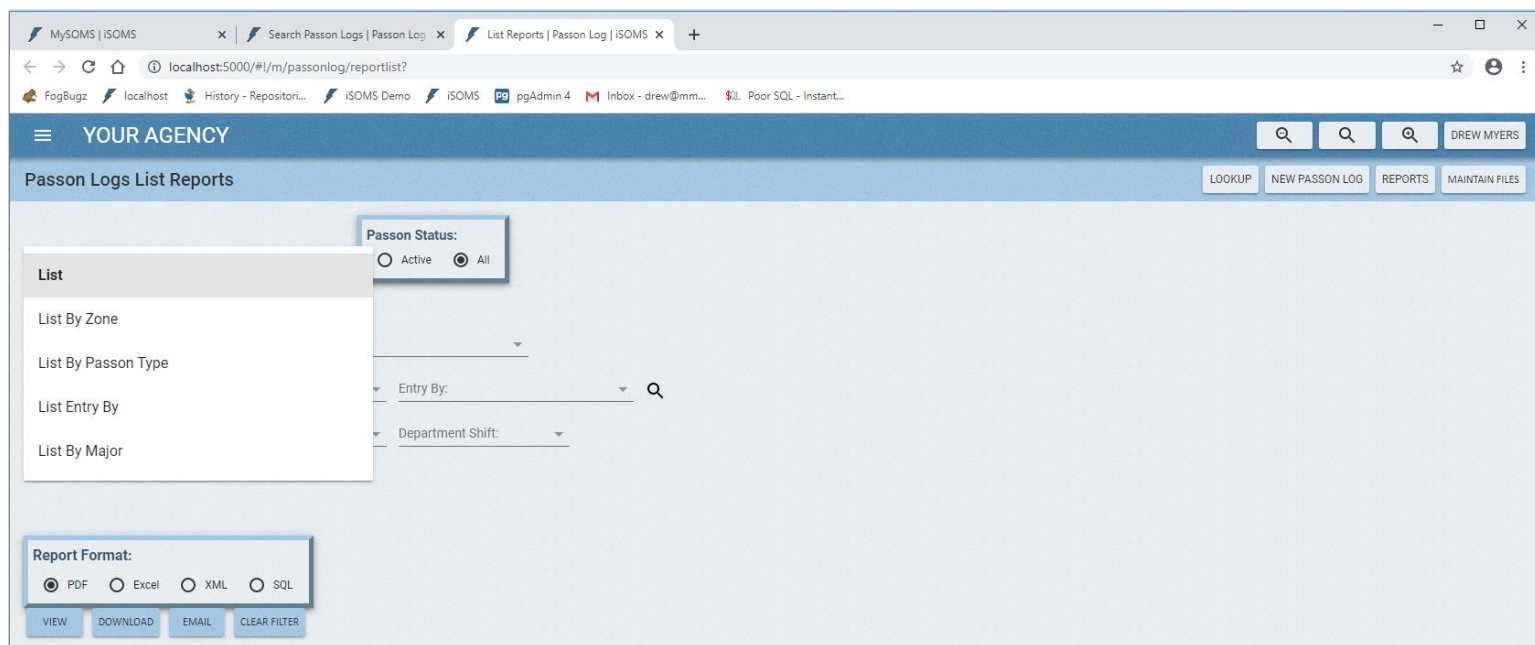 MySOMS | iSOMS
Search Passon Logs | Passon Log
List Reports | Passon Log | iSOMS
localhost:5000/#!/m/passonlog/reportlist?
FogBugz localhost History - Repositori... iSOMS Demo iSOMS pgAdmin 4 Inbox - drew@mm... Poor SQL - Instant...
YOUR AGENCY DREW MYERS
Passon Logs List Reports LOOKUP NEW PASSON LOG REPORTS MAINTAIN FILES
Passon Status:
Active All
List
List By Zone
List By Passon Type
Entry By:
List Entry By
Department Shift:
List By Major
Report Format:
PDF Excel XML SQL
VIEW DOWNLOAD EMAIL CLEAR FILTER